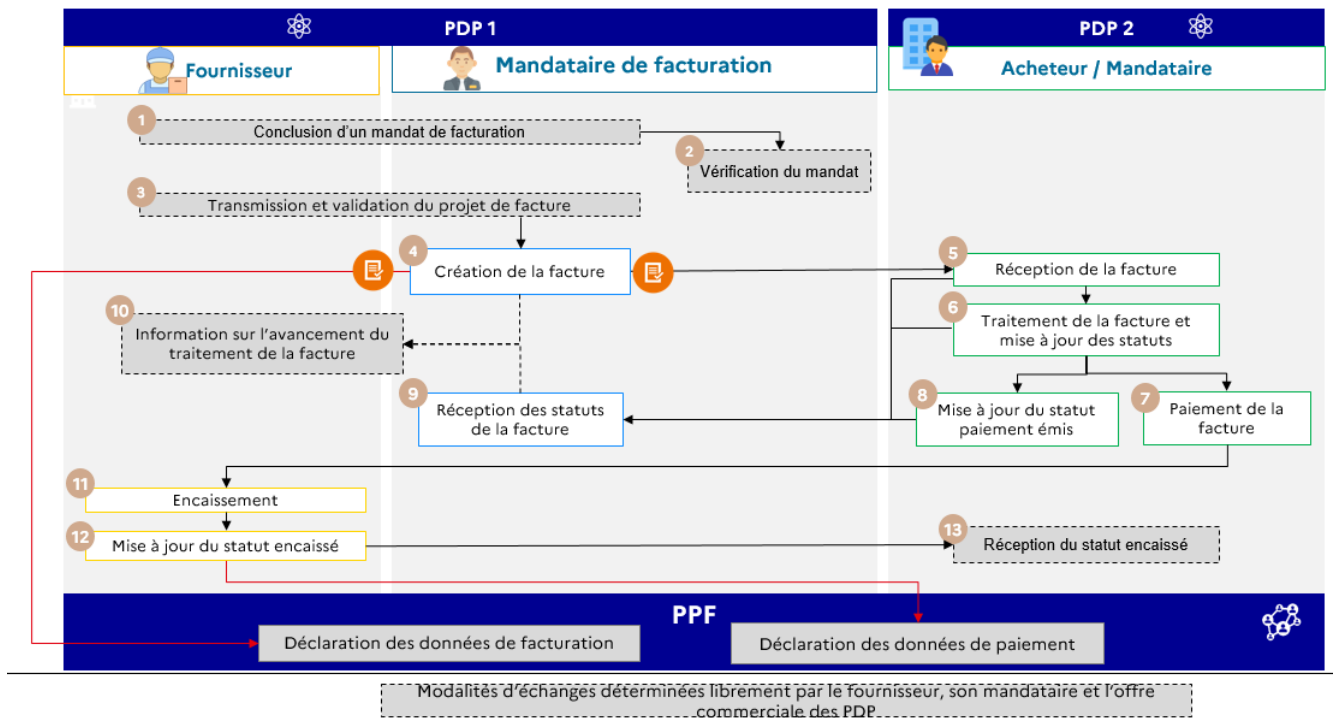 PDP 1
PDP 2
Fournisseur
Mandataire de facturation
Acheteur / Mandataire
1
Conclusion d'un mandat de facturation
2
Vérification du mandat
3
Transmission et validation du projet de facture
4
Création de la facture
5
Réception de la facture
6
Traitement de la facture et
mise à jour des statuts
10
Information sur l'avancement du
traitement de la facture
9
Réception des statuts
de la facture
8
Mise à jour du statut
paiement émis
7
Paiement de la
facture
11
Encaissement
12
Mise à jour du statut encaissé
13
Réception du statut encaissé
PPF
Déclaration des données de facturation
Déclaration des données de paiement
Modalités d'échanges déterminées librement par le fournisseur, son mandataire et l'offre
commerciale des PDP